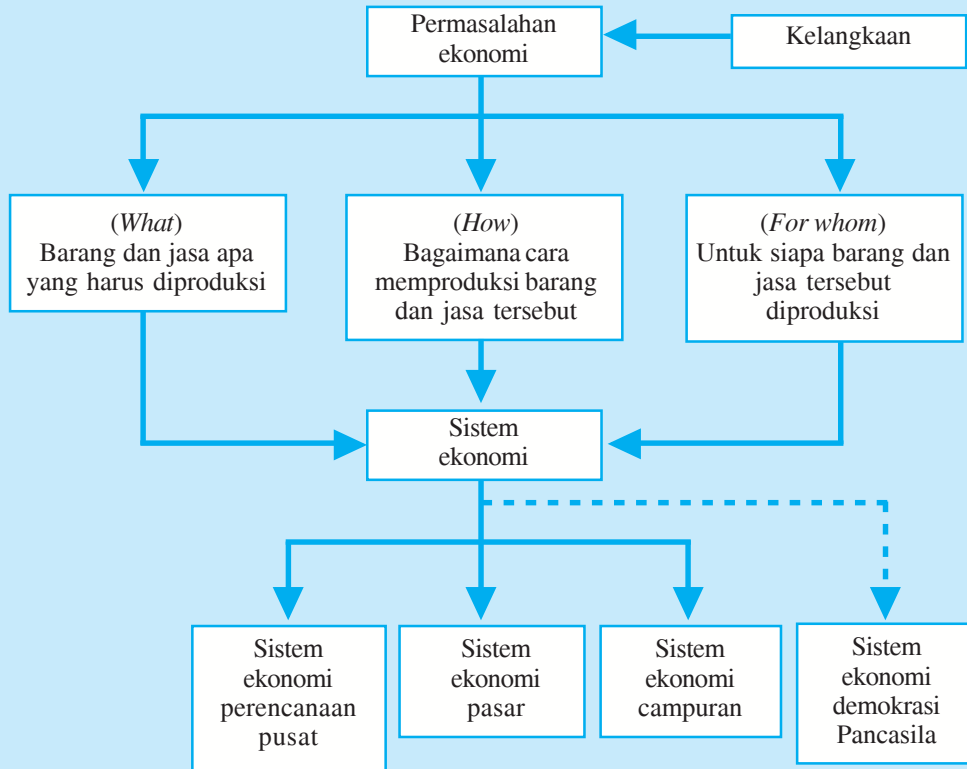 Permasalahan
ekonomi
Kelangkaan
(What)
Barang dan jasa apa
yang harus diproduksi
(How)
Bagaimana cara
memproduksi barang
dan jasa tersebut
(For whom)
Untuk siapa barang dan
jasa tersebut
diproduksi
Sistem
ekonomi
Sistem
ekonomi
perencanaan
pusat
Sistem
ekonomi
pasar
Sistem
ekonomi
campuran
Sistem
ekonomi
demokrasi
Pancasila